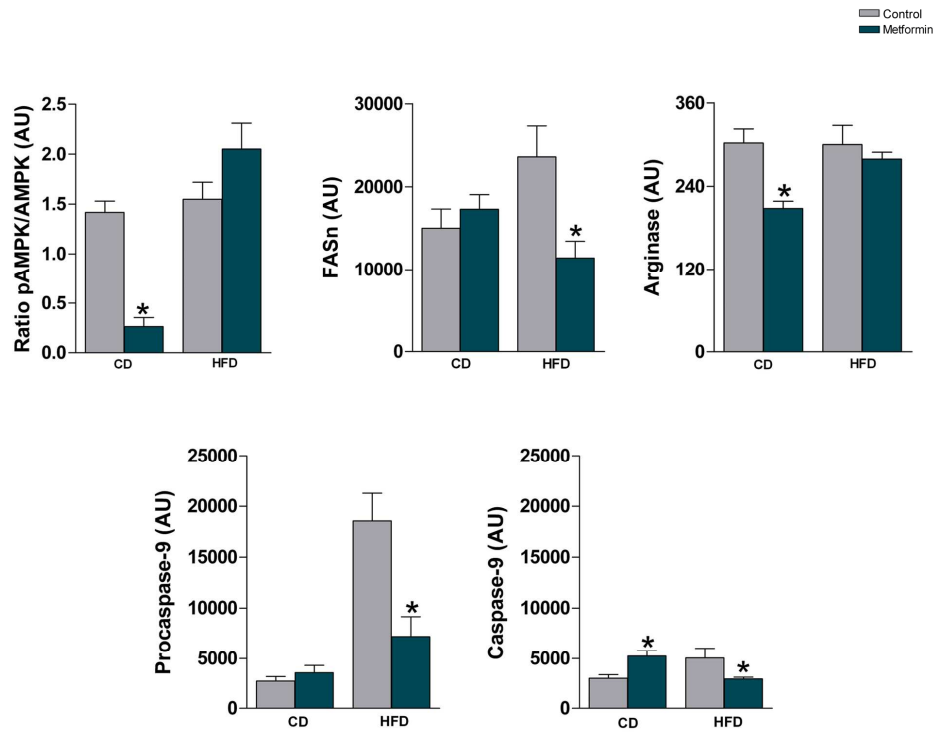 Control
Metformin
Ratio pAMPK/AMPK (AU)
2.5
2.0
1.5
1.0
0.5
0.0
*
CD
HFD
FASn (AU)
30000
20000
10000
0
*
CD
HFD
Arginase (AU)
360
240
120
0
*
CD
HFD
Procaspase-9 (AU)
25000
20000
15000
10000
5000
0
*
CD
HFD
Caspase-9 (AU)
25000
20000
15000
10000
5000
0
*
*
CD
HFD